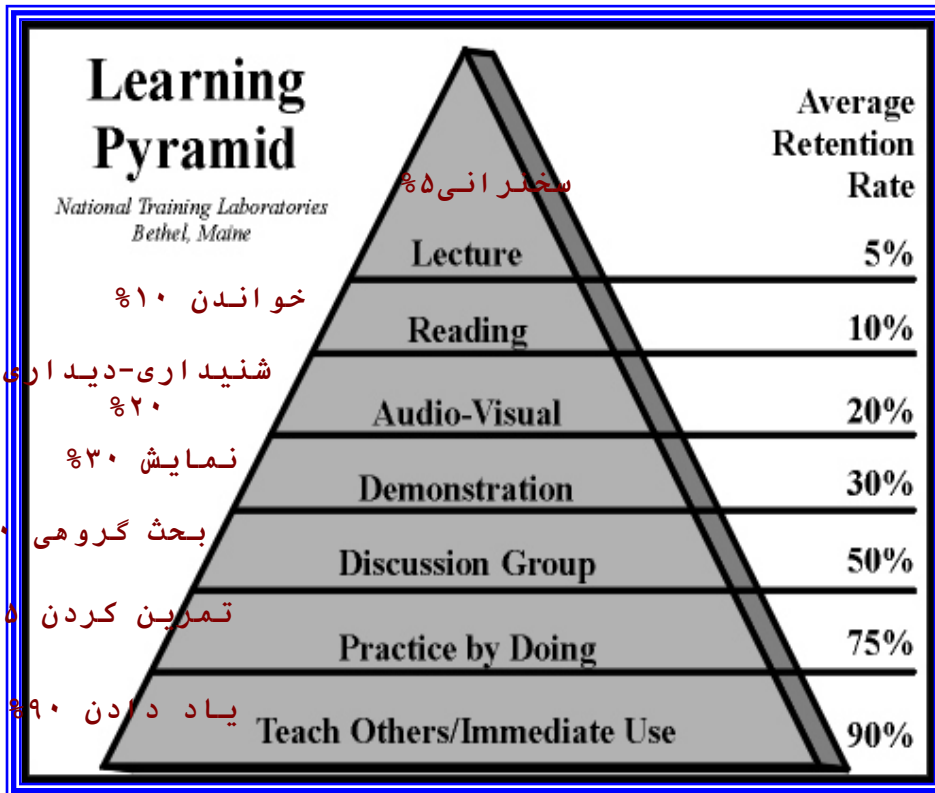 Learning
Pyramid
National Training Laboratories
Bethel, Maine
Average
Retention
Rate
سخنرانی۵%
Lecture
5%
خواندن ۱۰%
Reading
10%
شنیداری-دیداری
۲۰%
Audio-Visual
20%
نمایش ۳۰%
Demonstration
30%
بحث گروهی ۰
Discussion Group
50%
تمرین کردن ۵
Practice by Doing
75%
یاد دادن ۹۰%
Teach Others/Immediate Use
90%